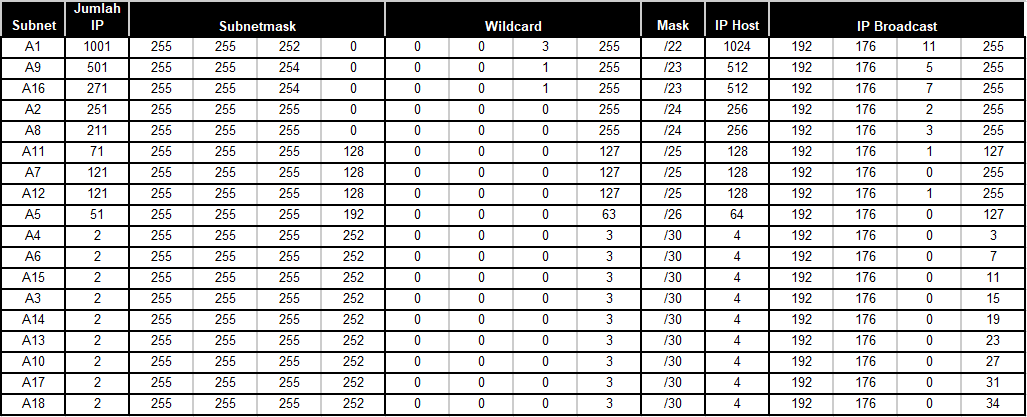 Subnet Jumlah IP Subnetmask Wildcard Mask IP Host IP Broadcast
A1 1001 255 255 252 0 0 0 3 255 /22 1024 192 176 11 255
A9 501 255 255 254 0 0 0 1 255 /23 512 192 176 5 255
A16 271 255 255 254 0 0 0 1 255 /23 512 192 176 7 255
A2 251 255 255 255 0 0 0 0 255 /24 256 192 176 2 255
A8 211 255 255 255 0 0 0 0 255 /24 256 192 176 3 255
A11 71 255 255 255 128 0 0 0 127 /25 128 192 176 1 127
A7 121 255 255 255 128 0 0 0 127 /25 128 192 176 0 255
A12 121 255 255 255 128 0 0 0 127 /25 128 192 176 1 255
A5 51 255 255 255 192 0 0 0 63 /26 64 192 176 0 127
A4 2 255 255 255 252 0 0 0 3 /30 4 192 176 0 3
A6 2 255 255 255 252 0 0 0 3 /30 4 192 176 0 7
A15 2 255 255 255 252 0 0 0 3 /30 4 192 176 0 11
A3 2 255 255 255 252 0 0 0 3 /30 4 192 176 0 15
A14 2 255 255 255 252 0 0 0 3 /30 4 192 176 0 19
A13 2 255 255 255 252 0 0 0 3 /30 4 192 176 0 23
A10 2 255 255 255 252 0 0 0 3 /30 4 192 176 0 27
A17 2 255 255 255 252 0 0 0 3 /30 4 192 176 0 31
A18 2 255 255 255 252 0 0 0 3 /30 4 192 176 0 34